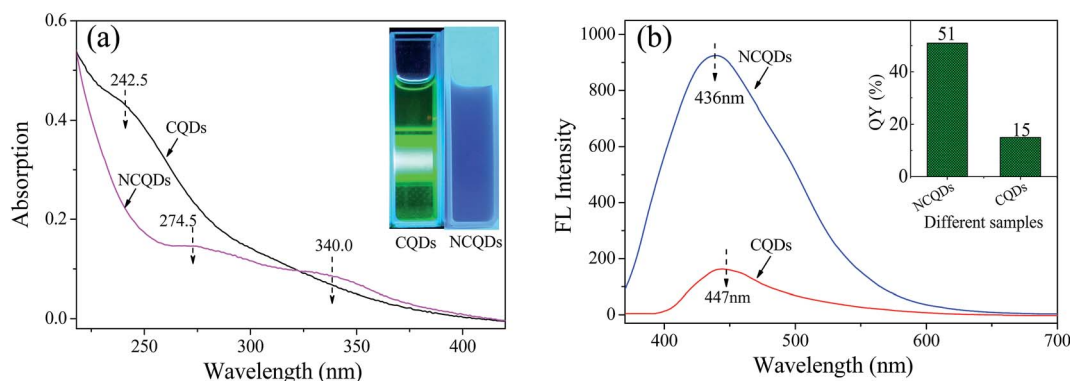 (a)
0.6
0.4
0.2
0.0
Absorption
250
300
350
400
Wavelength (nm)
242.5
CQDs
NCQDs
274.5
340.0
CQDs
NCQDs
(b)
1000
800
600
400
200
0
FL Intensity
400
500
600
700
Wavelength (nm)
436nm
NCQDs
CQDs
447nm
51
15
40
20
0
QY (%)
NCQDs
CQDs
Different samples